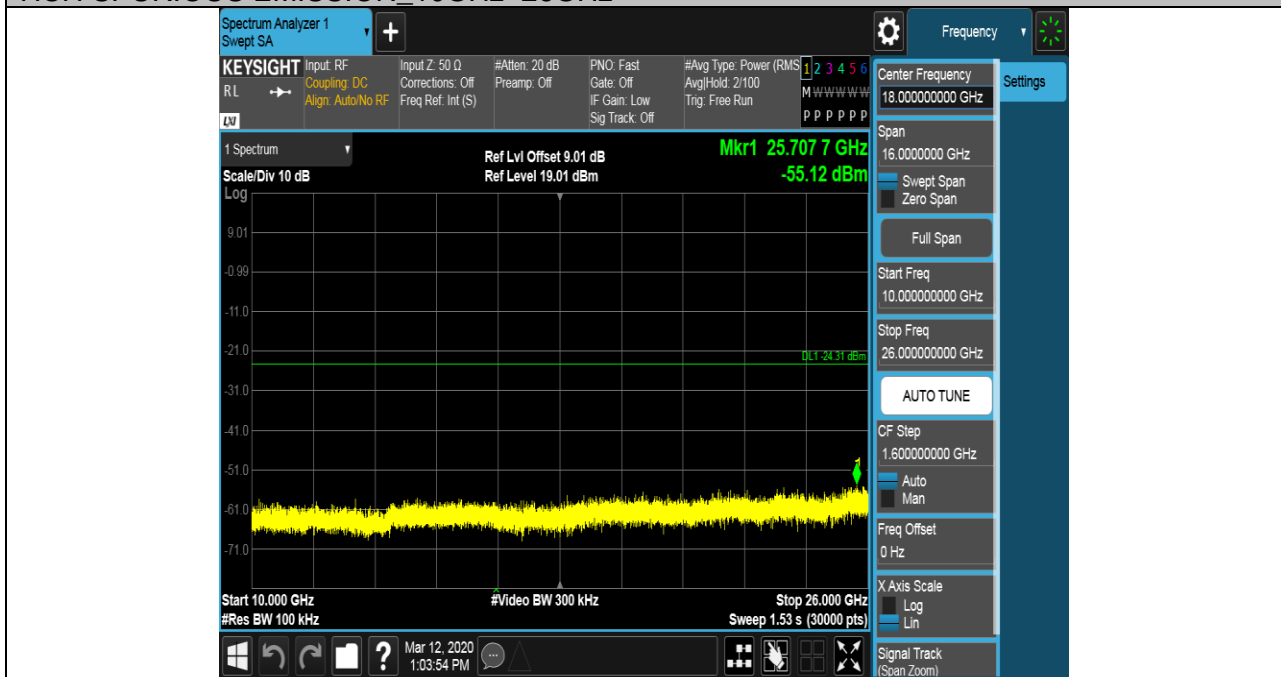 Spectrum Analyzer 1
Swept SA
+
Frequency
KEYSIGHT
RL
LXI
Input: RF
Coupling: DC
Align: Auto/No RF
Input Z: 50 Ω
Corrections: Off
Freq Ref: Int (S)
#Atten: 20 dB
Preamp: Off
PNO: Fast
Gate: Off
IF Gain: Low
Sig Track: Off
#Avg Type: Power (RMS
Avg|Hold: 2/100
Trig: Free Run
1 2 3 4 5 6
M W W W W W
P P P P P P
1 Spectrum
Scale/Div 10 dB
Log
Ref Lvl Offset 9.01 dB
Ref Level 19.01 dBm
Mkr1 25.707 7 GHz
-55.12 dBm
9.01
-0.99
-11.0
-21.0
DL1 -24.31 dBm
-31.0
-41.0
-51.0
1
-61.0
-71.0
Start 10.000 GHz
#Res BW 100 kHz
#Video BW 300 kHz
Stop 26.000 GHz
Sweep 1.53 s (30000 pts)
Mar 12, 2020
1:03:54 PM
?
Center Frequency
18.000000000 GHz
Settings
Span
16.0000000 GHz
Swept Span
Zero Span
Full Span
Start Freq
10.000000000 GHz
Stop Freq
26.000000000 GHz
AUTO TUNE
CF Step
1.600000000 GHz
Auto
Man
Freq Offset
0 Hz
X Axis Scale
Log
Lin
Signal Track
(Span Zoom)